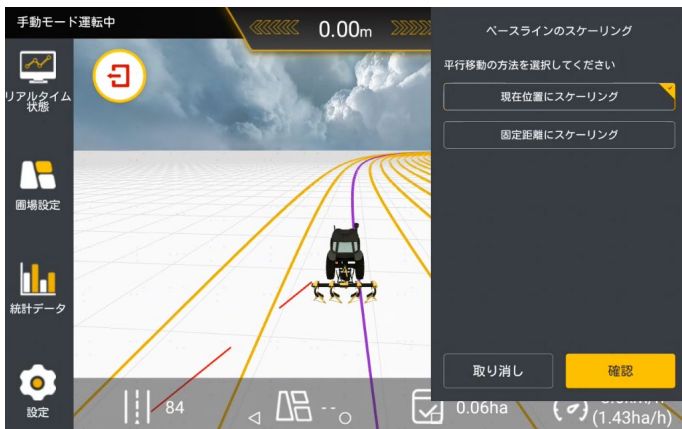 手動モード運転中
0.00m
ベースラインのスケーリング
平行移動の方法を選択してください
現在位置にスケーリング
固定距離にスケーリング
リアルタイム
状態
圃場設定
統計データ
設定
取り消し
確認
84
--
0.06ha
(1.43ha/h)